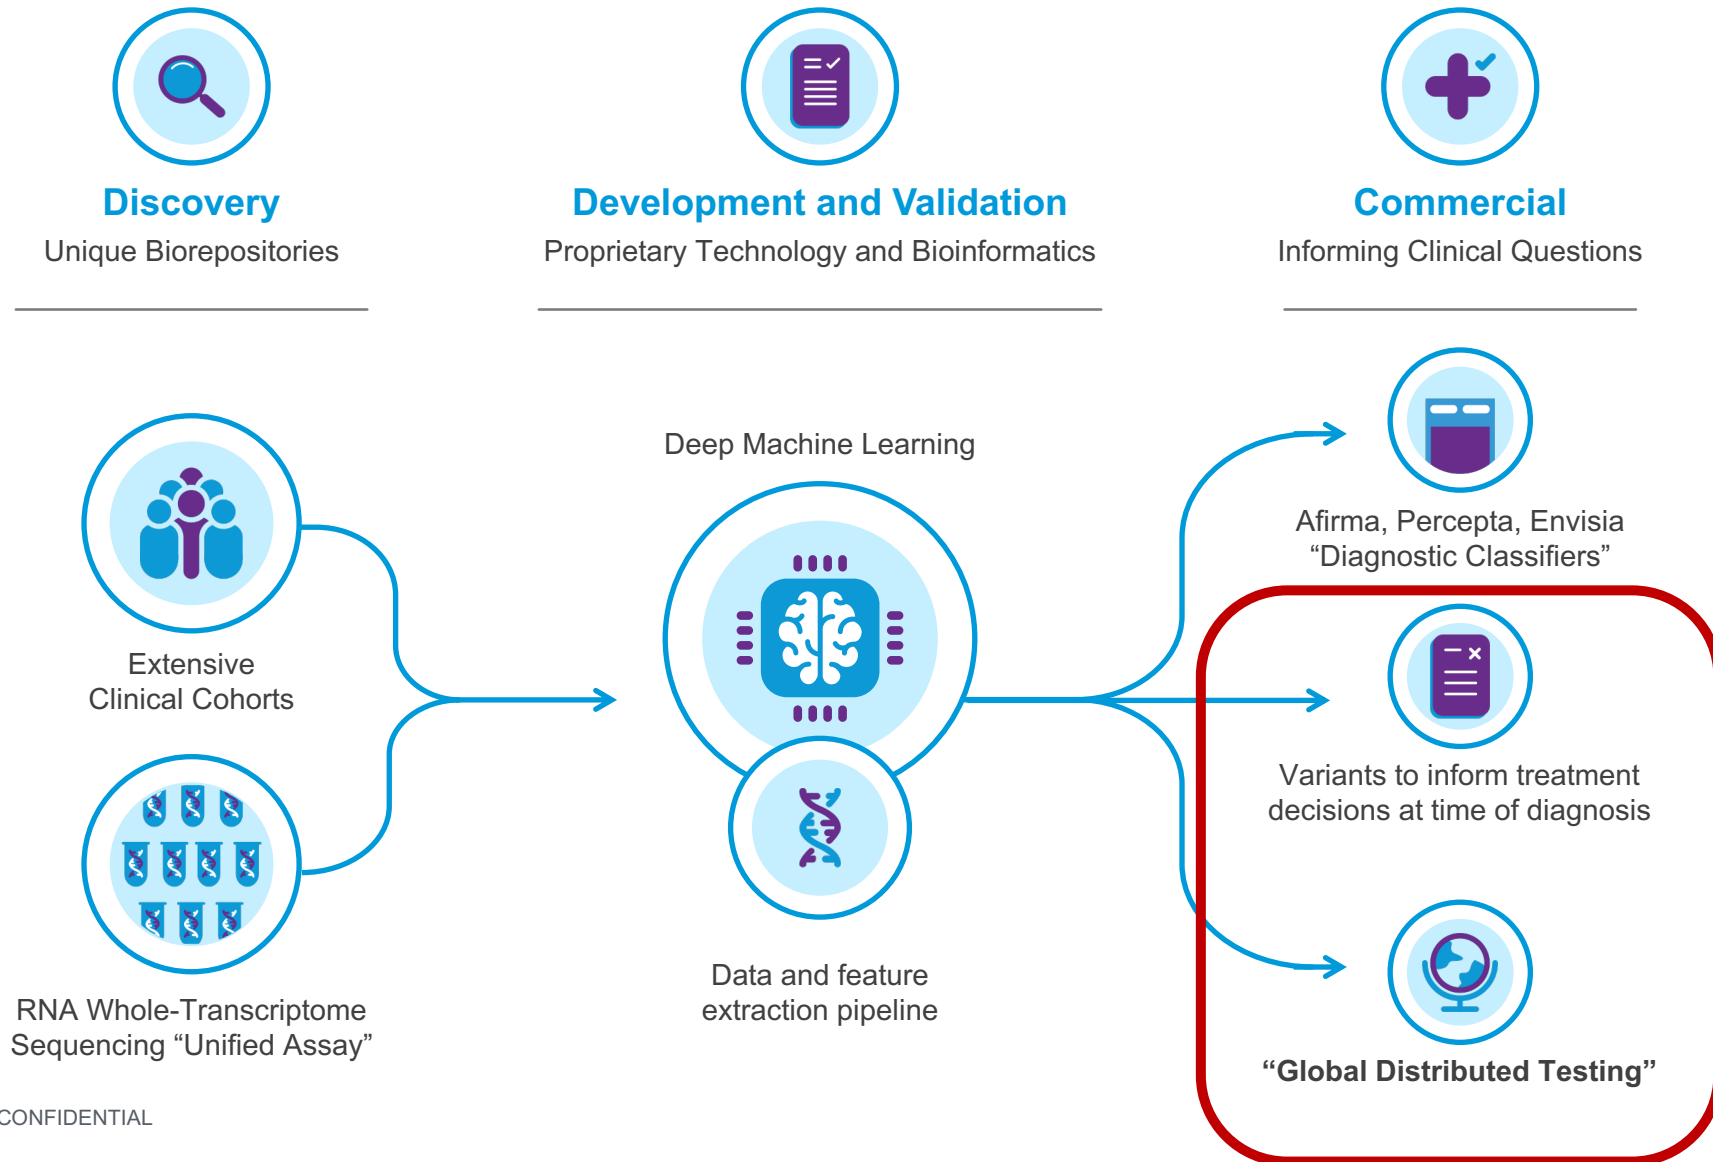 Discovery
Unique Biorepositories
Development and Validation
Proprietary Technology and Bioinformatics
Commercial
Informing Clinical Questions
Extensive
Clinical Cohorts
RNA Whole-Transcriptome
Sequencing “Unified Assay”
Deep Machine Learning
Data and feature
extraction pipeline
Afirma, Percepta, Envisia
“Diagnostic Classifiers”
Variants to inform treatment
decisions at time of diagnosis
“Global Distributed Testing”
CONFIDENTIAL